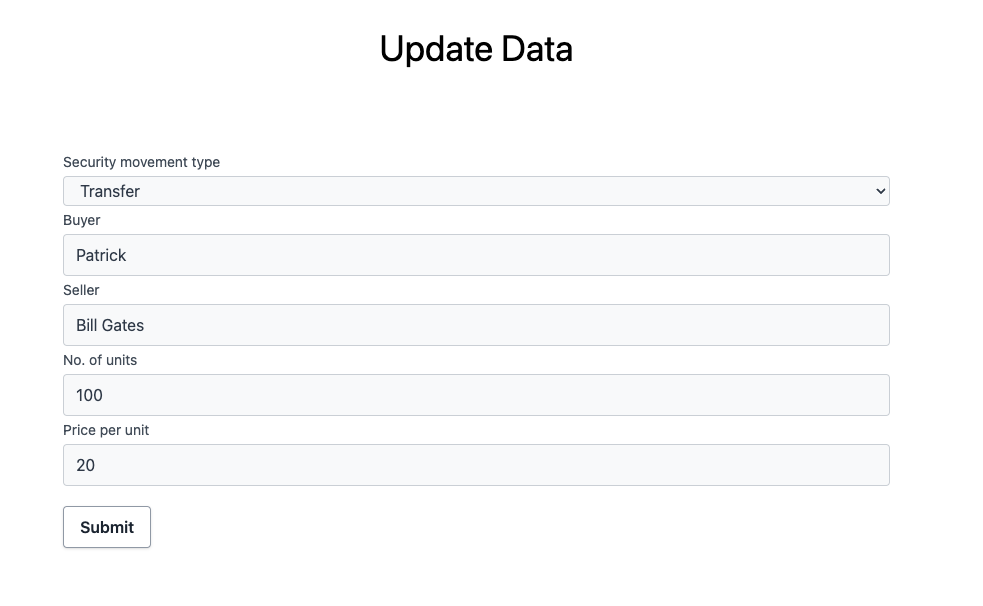 Update Data
Security movement type
Transfer
Buyer
Patrick
Seller
Bill Gates
No. of units
100
Price per unit
20
Submit